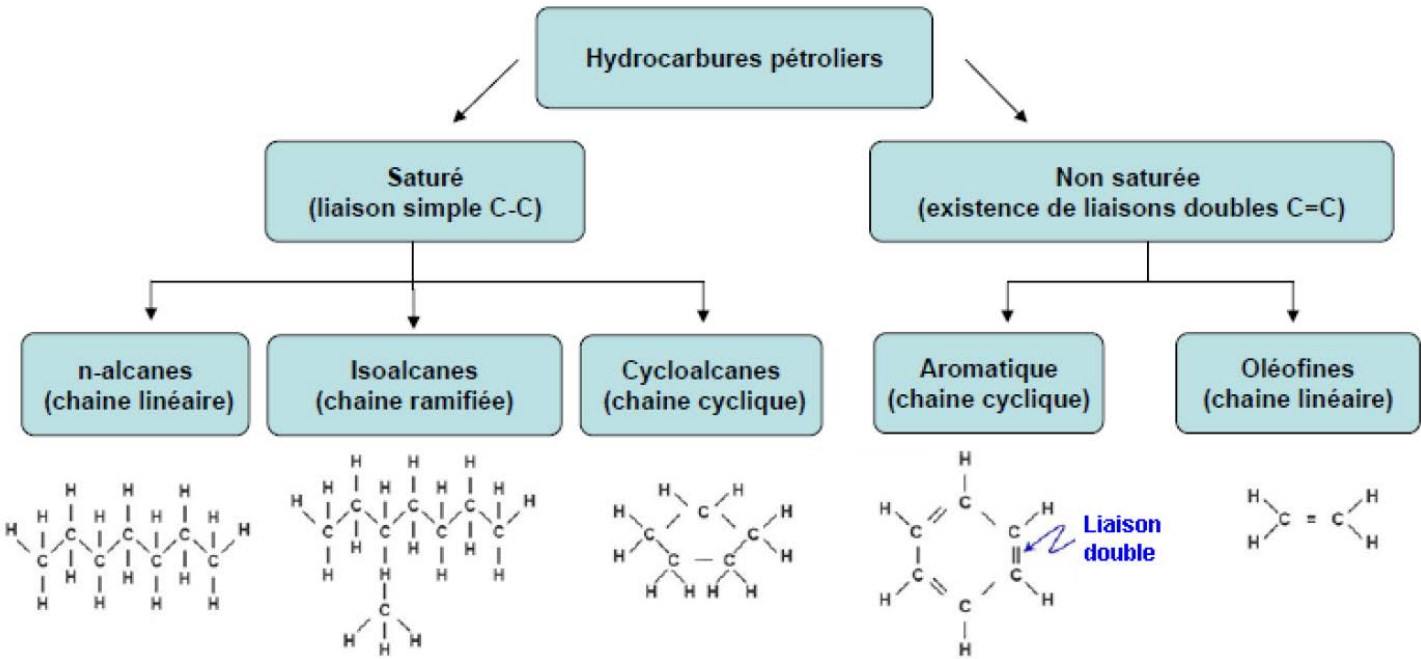 Hydrocarbures pétroliers
Saturé
(liaison simple C-C)
Non saturée
(existence de liaisons doubles C=C)
n-alcanes
(chaine linéaire)
Isoalcanes
(chaine ramifiée)
Cycloalcanes
(chaine cyclique)
Aromatique
(chaine cyclique)
Oléofines
(chaine linéaire)
H H H
H H H H H
C C C
C C C C
H H H
H H H H
H H H
H H H H H
C C C
C C C C
H H H
H H H H
C
H H H
H H
C
H H
C C
H H
C — C
H H H H
H
C
H C C H
H C C H
C
H
Liaison
double
H H
C = C
H H